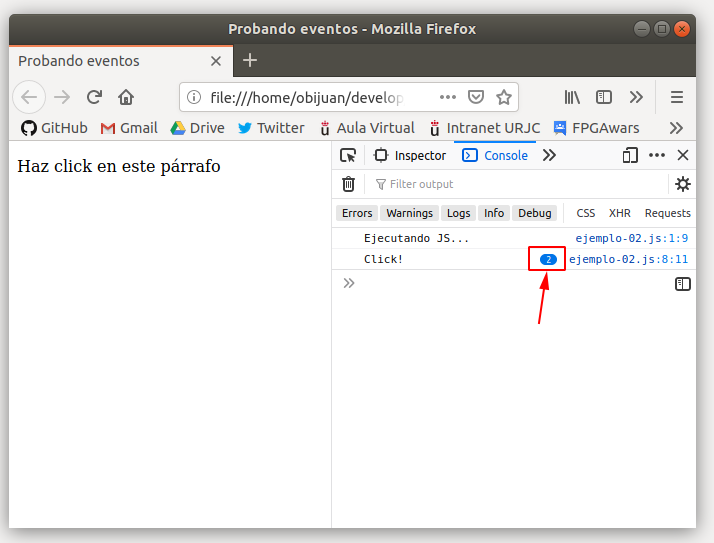 Probando eventos - Mozilla Firefox
Probando eventos
file:///home/obijuan/develop
GitHub Gmail Drive Twitter Aula Virtual Intranet URJC FPGAwars
Haz click en este párrafo
Inspector Console
Filter output
Errors Warnings Logs Info Debug CSS XHR Requests
Ejecutando JS... ejemplo-02.js:1:9
Click! 2 ejemplo-02.js:8:11